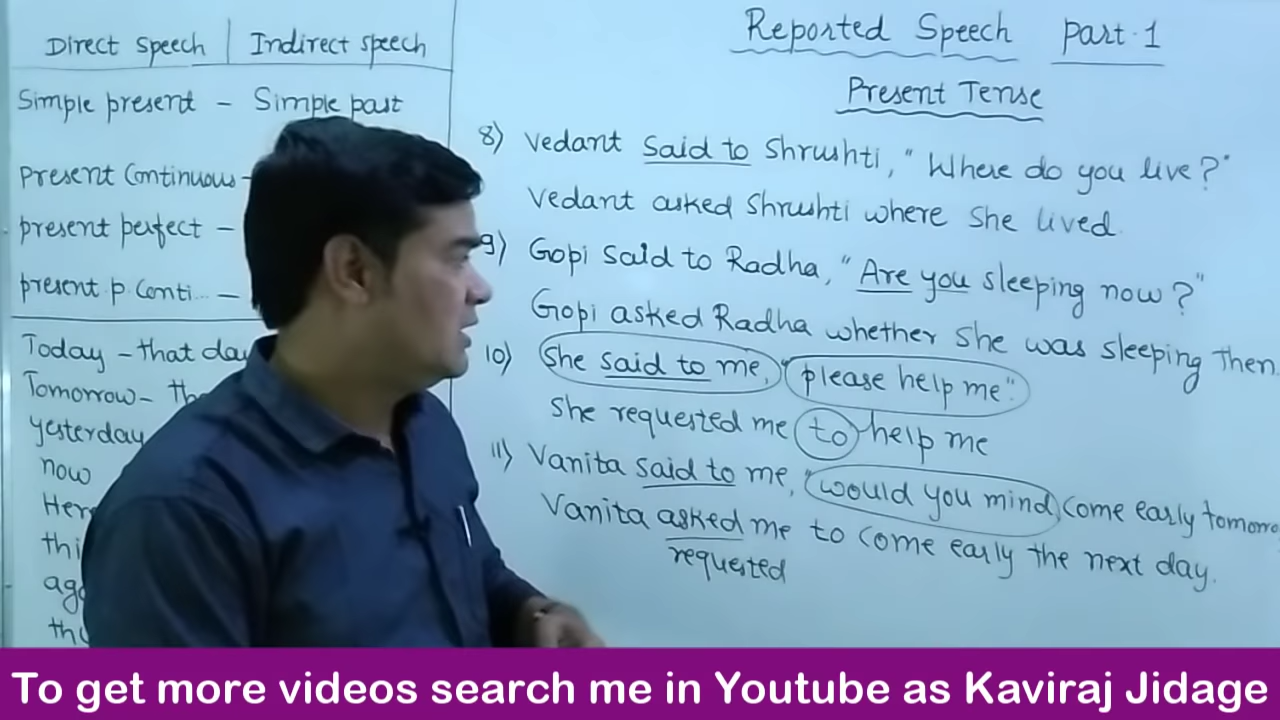 Direct Speech | Indirect speech
Simple present – Simple past
present Continuous –
present perfect –
present p Conti... –
Today – that day
Tomorrow –
yesterday
now
Reported Speech Part-1
Present Tense
8) Vedant Said to Shrushti, "Where do you live?"
Vedant asked Shrushti where She lived.
9) Gopi Said to Radha, "Are you sleeping now?"
Gopi asked Radha whether She was sleeping Then.
10) She said to me, "please help me".
She requested me to help me
11) Vanita said to me, "would you mind come early tomorro
Vanita asked me to come early the next day.
requested
To get more videos search me in Youtube as Kaviraj Jidage